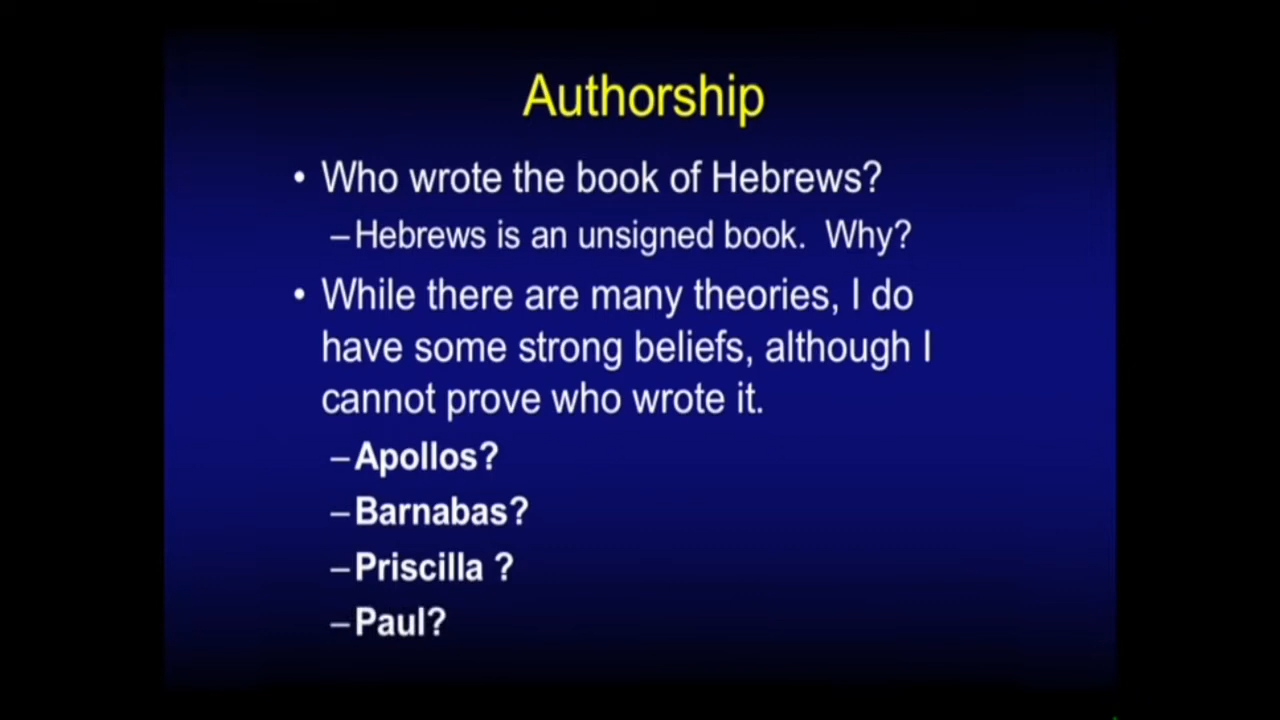 Authorship
• Who wrote the book of Hebrews?
–Hebrews is an unsigned book.  Why?
• While there are many theories, I do
have some strong beliefs, although I
cannot prove who wrote it.
–Apollos?
–Barnabas?
–Priscilla ?
–Paul?